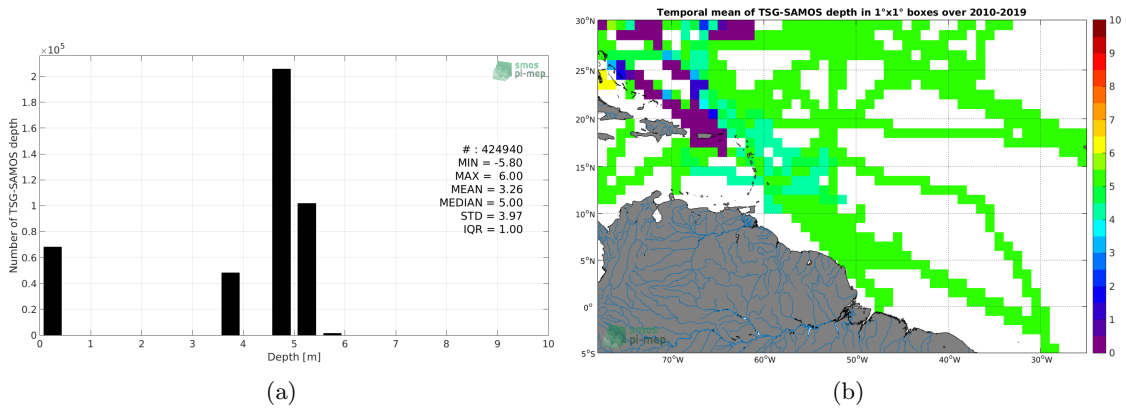 ×10⁵
2
1.8
1.6
1.4
1.2
1
0.8
0.6
0.4
0.2
0
0 1 2 3 4 5 6 7 8 9 10
Number of TSG-SAMOS depth
Depth [m]
smos
pi-mep
# : 424940
MIN = -5.80
MAX = 6.00
MEAN = 3.26
MEDIAN = 5.00
STD = 3.97
IQR = 1.00
(a)
Temporal mean of TSG-SAMOS depth in 1°x1° boxes over 2010-2019
30°N
25°N
20°N
15°N
10°N
5°N
0°
5°S
70°W 60°W 50°W 40°W 30°W
smos
pi-mep
10
9
8
7
6
5
4
3
2
1
0
(b)